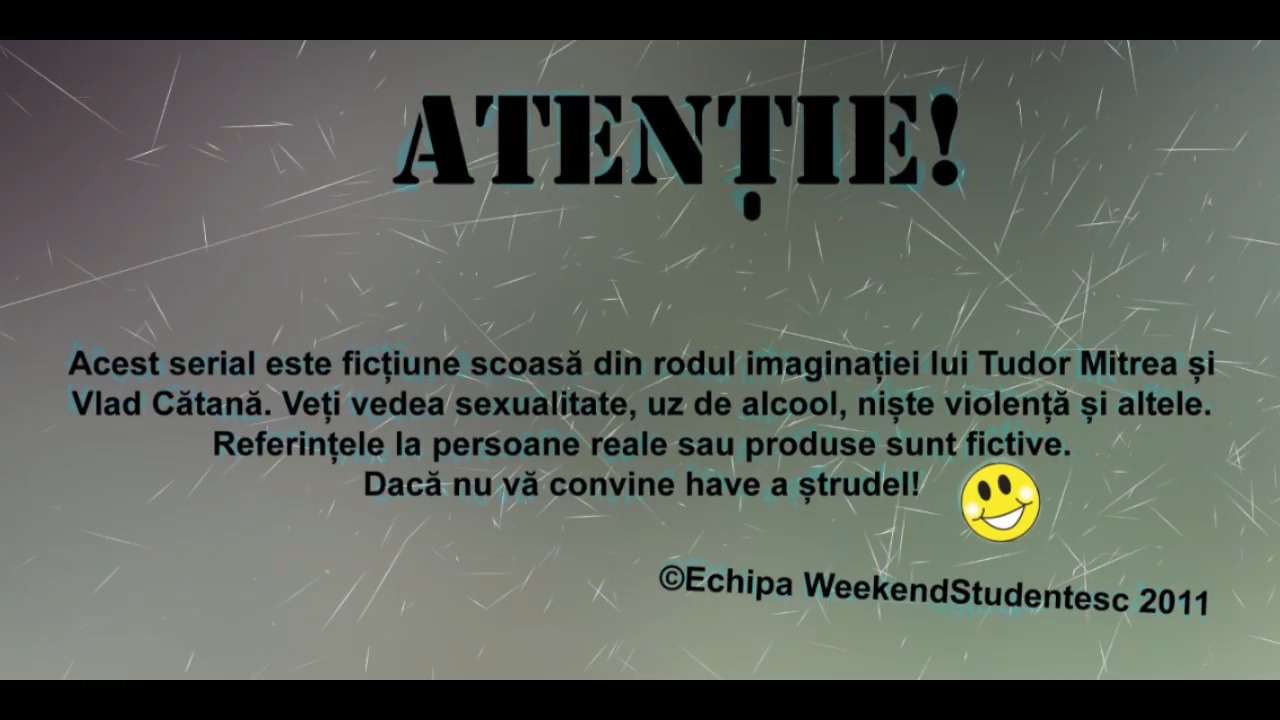 ATENȚIE!
Acest serial este ficțiune scoasă din rodul imaginației lui Tudor Mitrea și
Vlad Cătană. Veți vedea sexualitate, uz de alcool, niște violență și altele.
Referințele la persoane reale sau produse sunt fictive.
Dacă nu vă convine have a ștrudel!
©Echipa WeekendStudentesc 2011